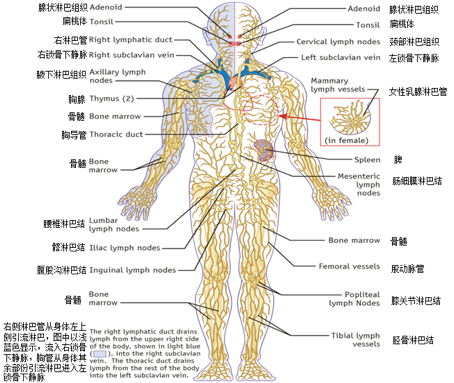 腺状淋巴组织 Adenoid
扁桃体 Tonsil
右淋巴管 Right lymphatic duct
右锁骨下静脉 Right subclavian vein
腋下淋巴结 Axillary lymph
nodes
胸腺 Thymus (2)
骨髓 Bone marrow
胸导管 Thoracic duct
骨髓 Bone
marrow
腰椎淋巴结 Lumbar
lymph nodes
髂淋巴结 Iliac lymph nodes
腹股沟淋巴结 Inguinal lymph nodes
骨髓 Bone
marrow
右侧淋巴管从身体左上
侧引流淋巴,图中以浅
蓝色显示,流入右锁骨
下静脉,胸管从身体其
余部份引流淋巴进入左
锁骨下静脉
The right lymphatic duct drains
lymph from the upper right side
of the body, shown in light blue
( ), into the right subclavian
vein. The thoracic duct drains
lymph from the rest of the body
into the left subclavian vein.
Adenoid 腺状淋巴组织
Tonsil 扁桃体
Cervical lymph nodes 颈部淋巴组织
Left subclavian vein 左锁骨下静脉
Mammary
lymph vessels 女性乳腺淋巴管
(in female)
Spleen 脾
Mesenteric
lymph
nodes 肠细膜淋巴结
Bone marrow 骨髓
Femoral vessels 股动脉管
Popliteal
lymph Nodes 膝关节淋巴结
Tibial lymph
vessels 胫骨淋巴结